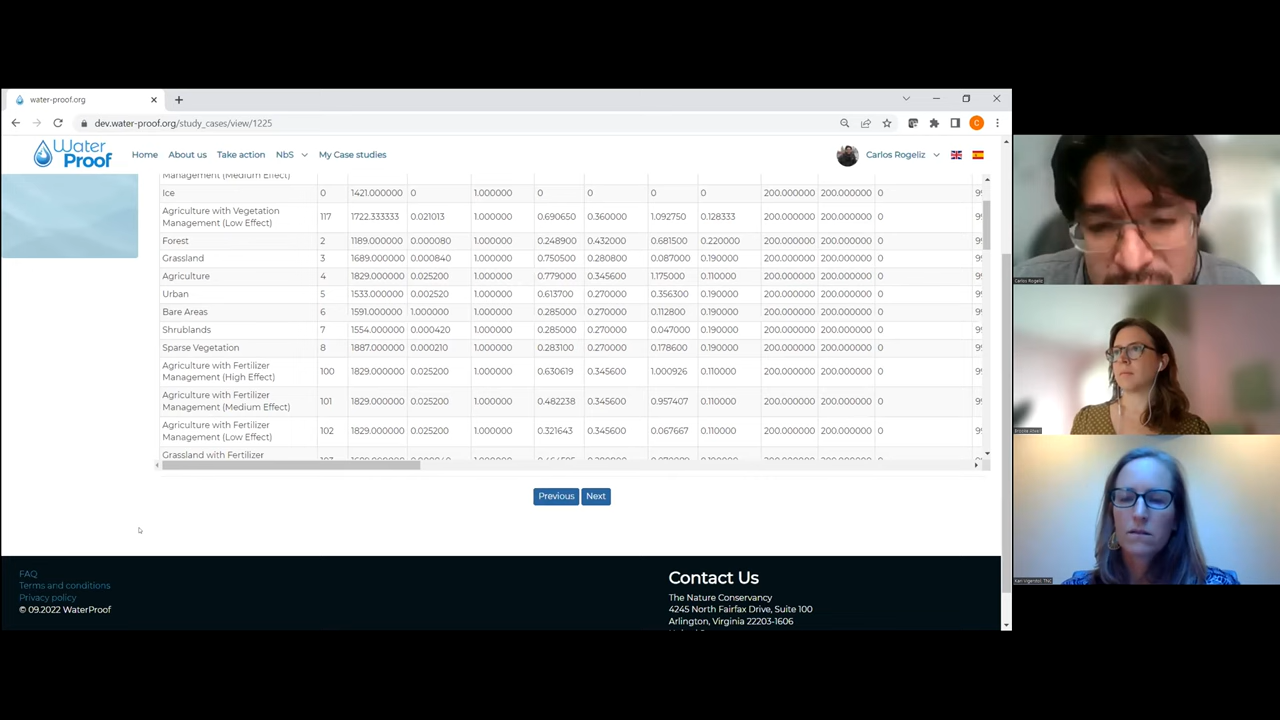 water-proof.org
dev.water-proof.org/study_cases/view/1225
C
Water
Proof
Home About us Take action NbS My Case studies
Carlos Rogeliz
Management (Medium Effect)
Ice 0 1421.000000 0 1.000000 0 0 0 0 200.000000 200.000000 0
Agriculture with Vegetation
Management (Low Effect) 117 1722.333333 0.021013 1.000000 0.690650 0.360000 1.092750 0.128333 200.000000 200.000000 0
Forest 2 1189.000000 0.000080 1.000000 0.248900 0.432000 0.681500 0.220000 200.000000 200.000000 0
Grassland 3 1689.000000 0.000840 1.000000 0.750500 0.280800 0.087000 0.190000 200.000000 200.000000 0
Agriculture 4 1829.000000 0.025200 1.000000 0.779000 0.345600 1.175000 0.110000 200.000000 200.000000 0
Urban 5 1533.000000 0.002520 1.000000 0.613700 0.270000 0.356300 0.190000 200.000000 200.000000 0
Bare Areas 6 1591.000000 1.000000 1.000000 0.285000 0.270000 0.112800 0.190000 200.000000 200.000000 0
Shrublands 7 1554.000000 0.000420 1.000000 0.285000 0.270000 0.047000 0.190000 200.000000 200.000000 0
Sparse Vegetation 8 1887.000000 0.000210 1.000000 0.283100 0.270000 0.178600 0.190000 200.000000 200.000000 0
Agriculture with Fertilizer
Management (High Effect) 100 1829.000000 0.025200 1.000000 0.630619 0.345600 1.000926 0.110000 200.000000 200.000000 0
Agriculture with Fertilizer
Management (Medium Effect) 101 1829.000000 0.025200 1.000000 0.482238 0.345600 0.957407 0.110000 200.000000 200.000000 0
Agriculture with Fertilizer
Management (Low Effect) 102 1829.000000 0.025200 1.000000 0.321643 0.345600 0.067667 0.110000 200.000000 200.000000 0
Grassland with Fertilizer
Previous Next
FAQ
Terms and conditions
Privacy policy
© 09.2022 WaterProof
Contact Us
The Nature Conservancy
4245 North Fairfax Drive, Suite 100
Arlington, Virginia 22203-1606
Carlos Rogeliz